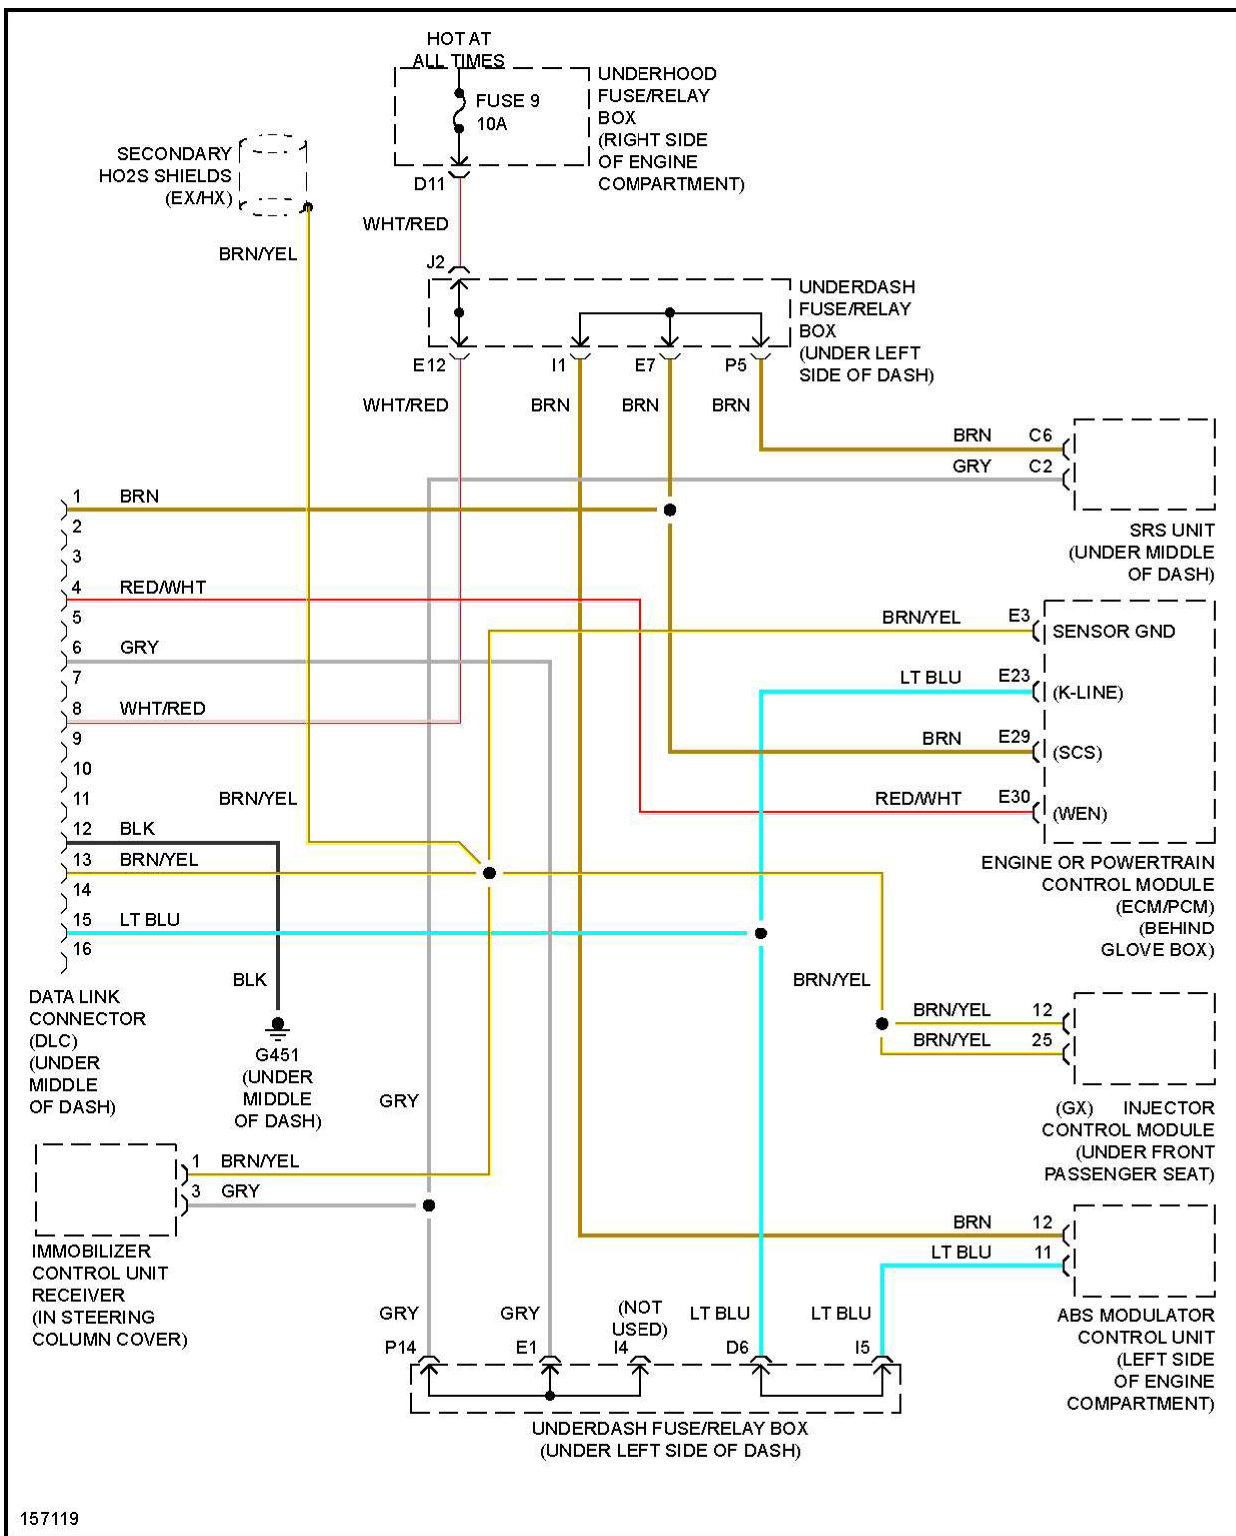 HOT AT
ALL TIMES
FUSE 9
10A
UNDERHOOD
FUSE/RELAY
BOX
(RIGHT SIDE
OF ENGINE
COMPARTMENT)
SECONDARY
HO2S SHIELDS
(EX/HX)
D11
WHT/RED
BRN/YEL
J2
UNDERDASH
FUSE/RELAY
BOX
(UNDER LEFT
SIDE OF DASH)
E12
I1
E7
P5
WHT/RED
BRN
BRN
BRN
BRN C6
GRY C2
SRS UNIT
(UNDER MIDDLE
OF DASH)
1 BRN
2
3
4 RED/WHT
5
6 GRY
7
8 WHT/RED
9
10
11
12 BLK
13 BRN/YEL
14
15 LT BLU
16
BRN/YEL
DATA LINK
CONNECTOR
(DLC)
(UNDER
MIDDLE
OF DASH)
BLK
G451
(UNDER
MIDDLE
OF DASH)
BRN/YEL E3
SENSOR GND
LT BLU E23
(K-LINE)
BRN E29
(SCS)
RED/WHT E30
(WEN)
ENGINE OR POWERTRAIN
CONTROL MODULE
(ECM/PCM)
(BEHIND
GLOVE BOX)
BRN/YEL
BRN/YEL 12
BRN/YEL 25
(GX) INJECTOR
CONTROL MODULE
(UNDER FRONT
PASSENGER SEAT)
GRY
1 BRN/YEL
3 GRY
IMMOBILIZER
CONTROL UNIT
RECEIVER
(IN STEERING
COLUMN COVER)
BRN 12
LT BLU 11
ABS MODULATOR
CONTROL UNIT
(LEFT SIDE
OF ENGINE
COMPARTMENT)
GRY
GRY
(NOT
USED)
LT BLU
LT BLU
P14
E1
I4
D6
I5
UNDERDASH FUSE/RELAY BOX
(UNDER LEFT SIDE OF DASH)
157119